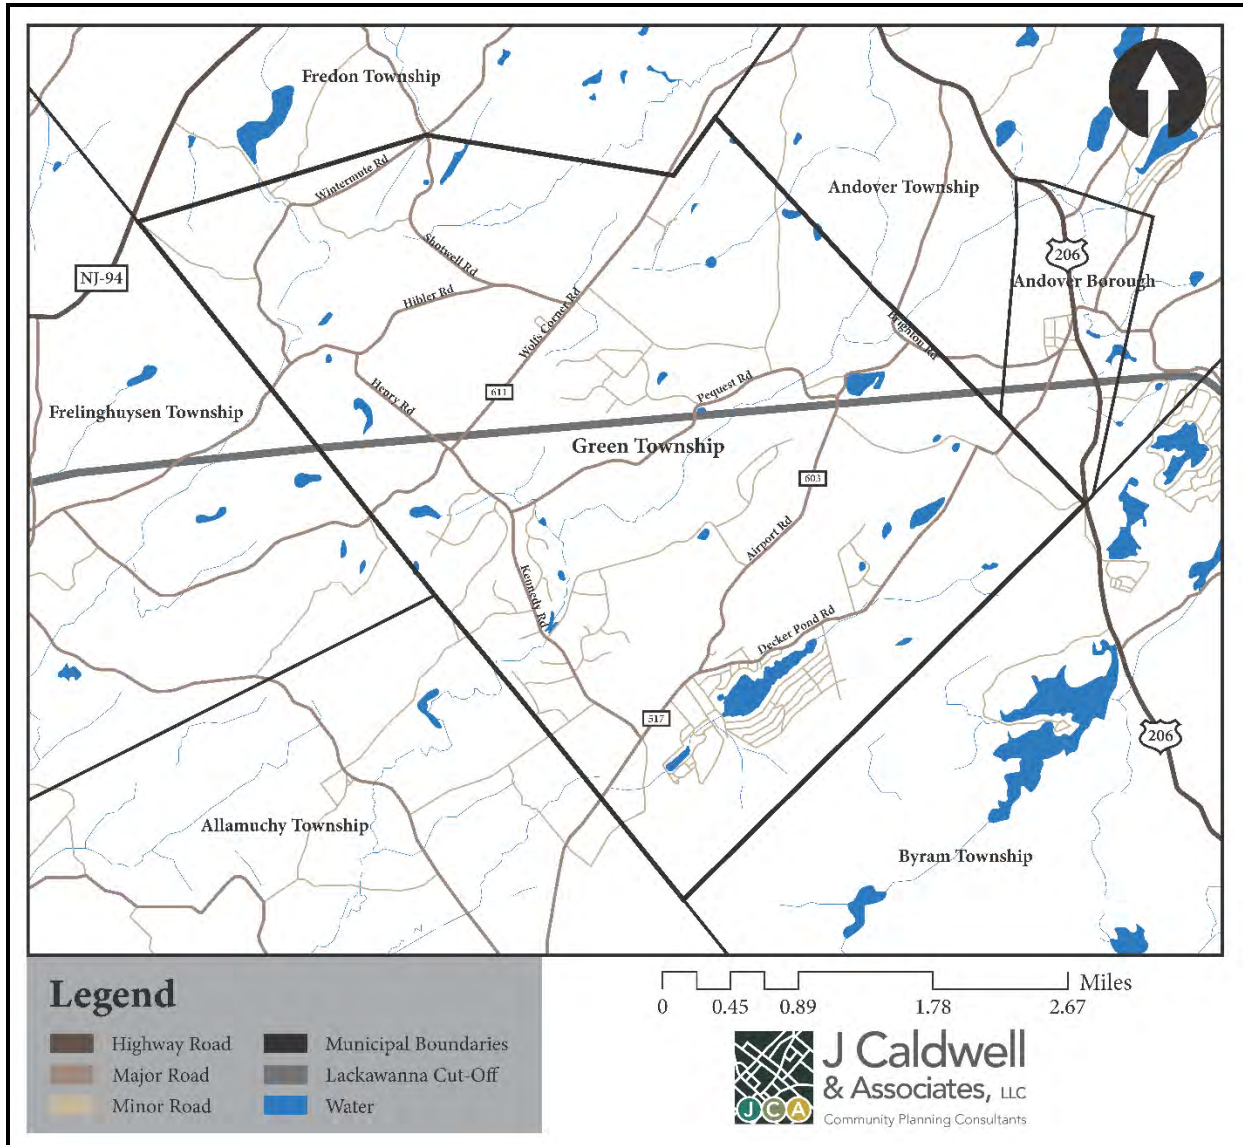 Fredon Township
Wintermute Rd
Andover Township
Shotwell Rd
206
NJ-94
Andover Borough
Hibler Rd
Wolfs Corner Rd
Brighton Rd
Henry Rd
611
Pequest Rd
Frelinghuysen Township
Green Township
603
Airport Rd
Kennedy Rd
Decker Pond Rd
517
206
Allamuchy Township
Byram Township
Legend
Highway Road
Major Road
Minor Road
Municipal Boundaries
Lackawanna Cut-Off
Water
Miles
0 0.45 0.89 1.78 2.67
J Caldwell
& Associates, LLC
JCA
Community Planning Consultants